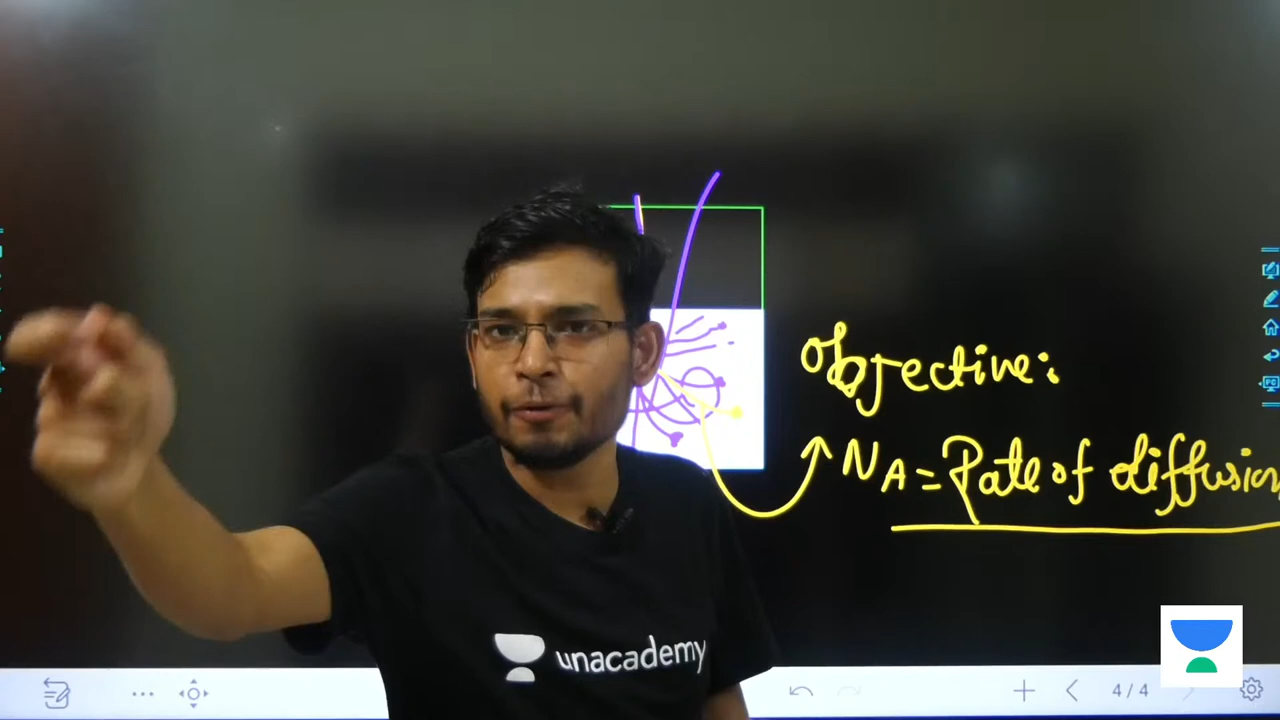 Objective:
NA = Rate of diffusion
unacademy
4 / 4